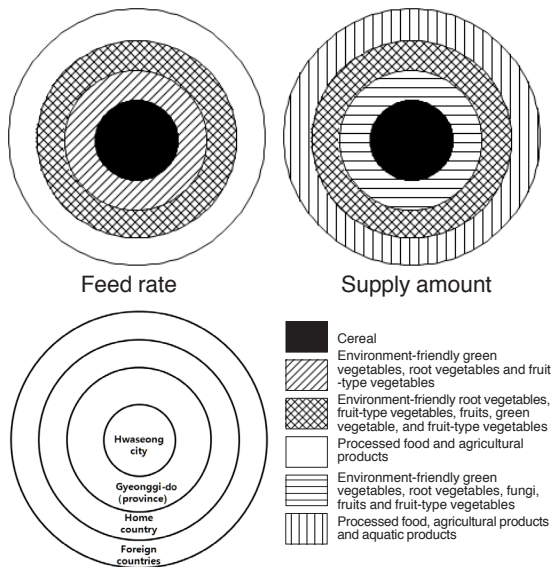 Feed rate
Supply amount
Hwaseong
city
Gyeonggi-do
(province)
Home
country
Foreign
countries
Cereal
Environment-friendly green
vegetables, root vegetables and fruit
-type vegetables
Environment-friendly root vegetables,
fruit-type vegetables, fruits, green
vegetable, and fruit-type vegetables
Processed food and agricultural
products
Environment-friendly green
vegetables, root vegetables, fungi,
fruits and fruit-type vegetables
Processed food, agricultural products
and aquatic products